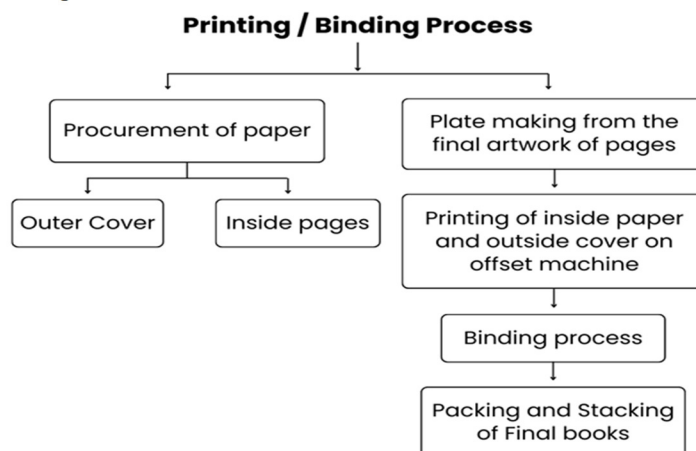 Printing / Binding Process
Procurement of paper
Outer Cover
Inside pages
Plate making from the
final artwork of pages
Printing of inside paper
and outside cover on
offset machine
Binding process
Packing and Stacking
of Final books